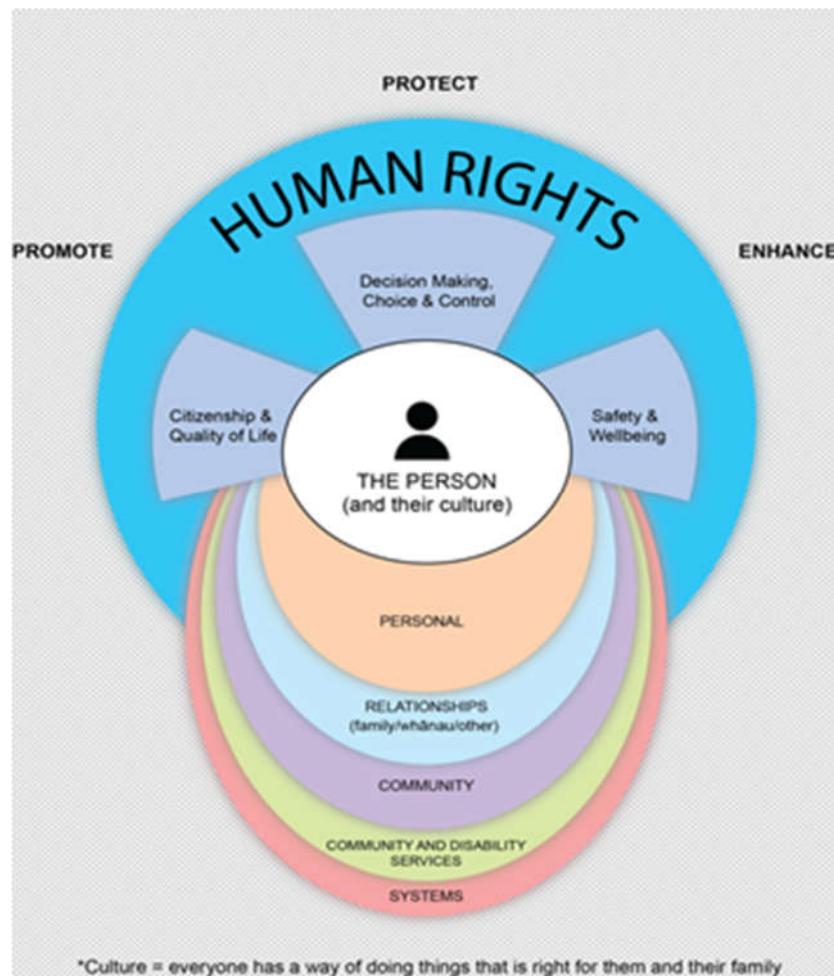 PROTECT
HUMAN RIGHTS
PROMOTE
ENHANCE
Decision Making,
Choice & Control
Citizenship &
Quality of Life
Safety &
Wellbeing
THE PERSON
(and their culture)
PERSONAL
RELATIONSHIPS
(family/whānau/other)
COMMUNITY
COMMUNITY AND DISABILITY
SERVICES
SYSTEMS
*Culture = everyone has a way of doing things that is right for them and their family